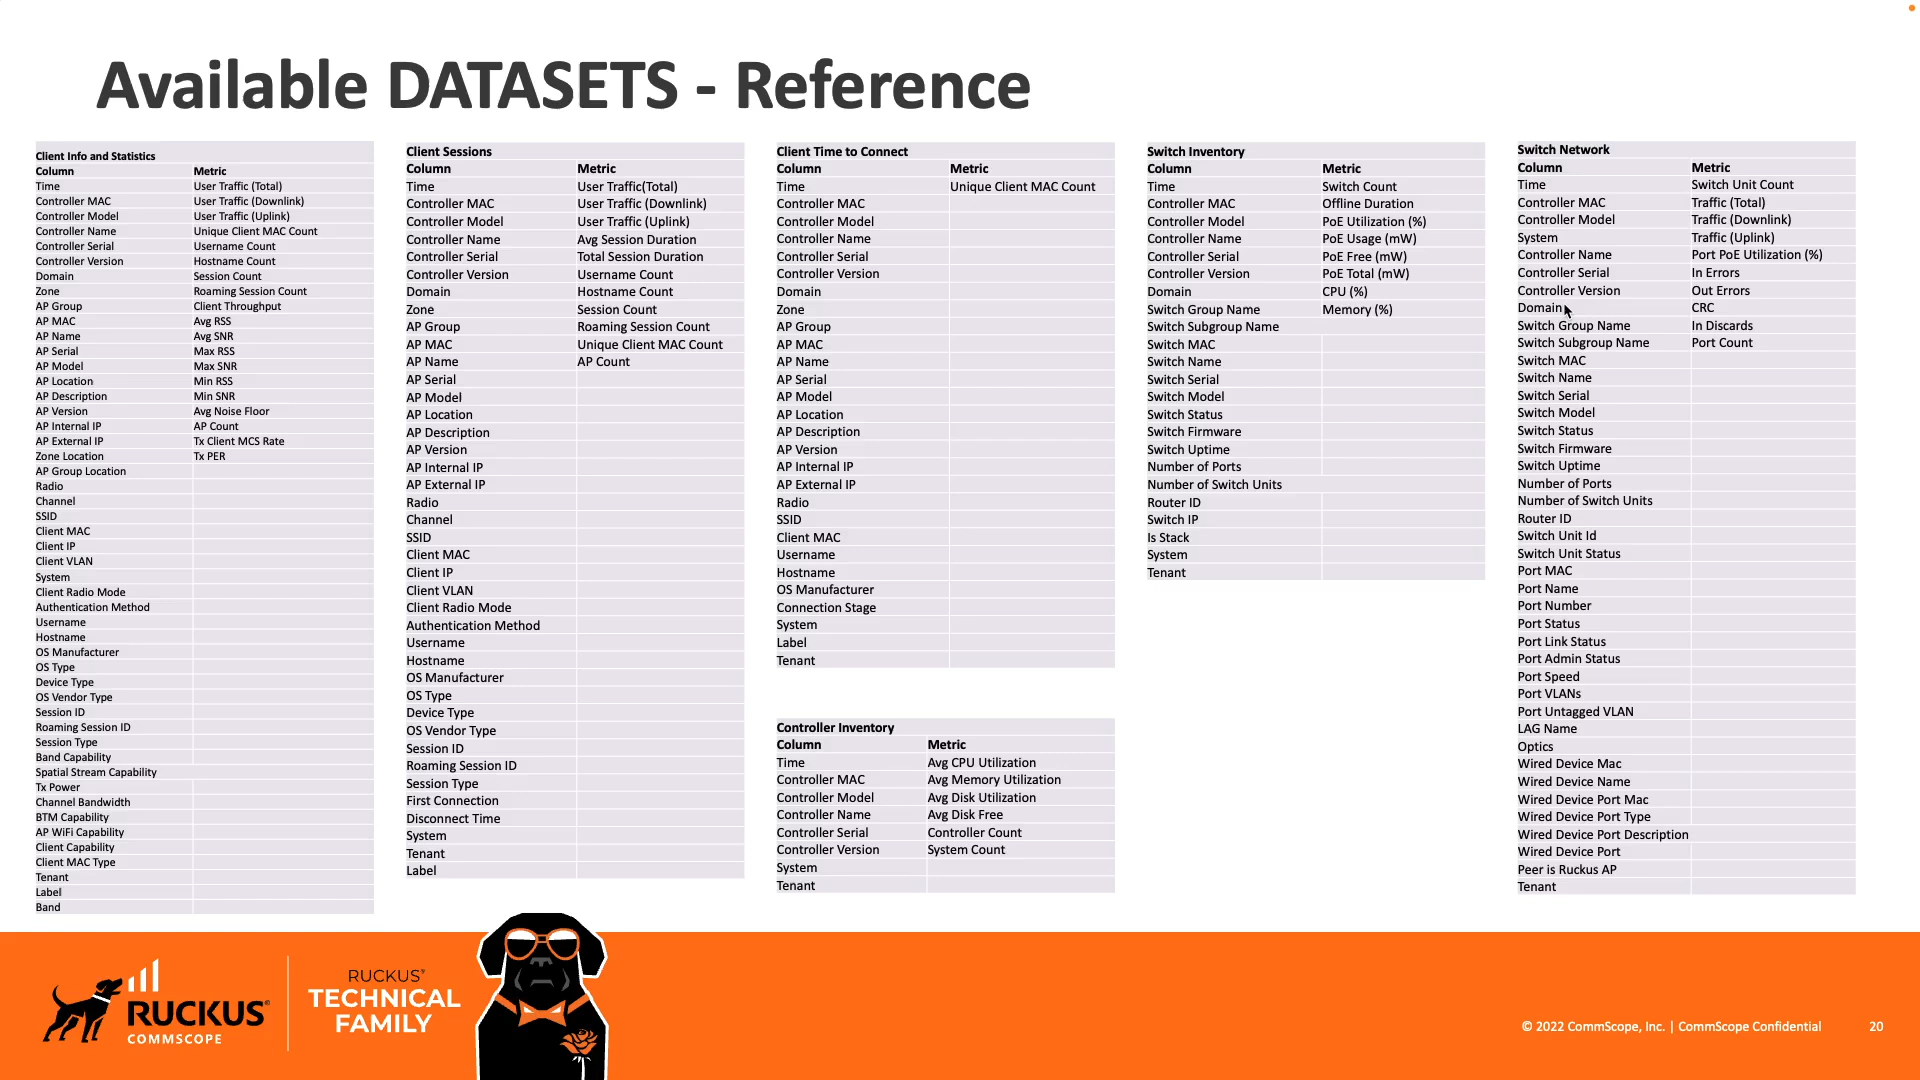 Available DATASETS - Reference
Client Info and Statistics
Column Metric
Time User Traffic (Total)
Controller MAC User Traffic (Downlink)
Controller Model User Traffic (Uplink)
Controller Name Unique Client MAC Count
Controller Serial Username Count
Controller Version Hostname Count
Domain Session Count
Zone Roaming Session Count
AP Group Client Throughput
AP MAC Avg RSS
AP Name Avg SNR
AP Serial Max RSS
AP Model Max SNR
AP Location Min RSS
AP Description Min SNR
AP Version Avg Noise Floor
AP Internal IP AP Count
AP External IP Tx Client MCS Rate
Zone Location Tx PER
AP Group Location
Radio
Channel
SSID
Client MAC
Client IP
Client VLAN
System
Client Radio Mode
Authentication Method
Username
Hostname
OS Manufacturer
OS Type
Device Type
OS Vendor Type
Session ID
Roaming Session ID
Session Type
Band Capability
Spatial Stream Capability
Tx Power
Channel Bandwidth
BTM Capability
AP WiFi Capability
Client Capability
Client MAC Type
Tenant
Label
Band
Client Sessions
Column Metric
Time User Traffic(Total)
Controller MAC User Traffic (Downlink)
Controller Model User Traffic (Uplink)
Controller Name Avg Session Duration
Controller Serial Total Session Duration
Controller Version Username Count
Domain Hostname Count
Zone Session Count
AP Group Roaming Session Count
AP MAC Unique Client MAC Count
AP Name AP Count
AP Serial
AP Model
AP Location
AP Description
AP Version
AP Internal IP
AP External IP
Radio
Channel
SSID
Client MAC
Client IP
Client VLAN
Client Radio Mode
Authentication Method
Username
Hostname
OS Manufacturer
OS Type
Device Type
OS Vendor Type
Session ID
Roaming Session ID
Session Type
First Connection
Disconnect Time
System
Tenant
Label
Client Time to Connect
Column Metric
Time Unique Client MAC Count
Controller MAC
Controller Model
Controller Name
Controller Serial
Controller Version
Domain
Zone
AP Group
AP MAC
AP Name
AP Serial
AP Model
AP Location
AP Description
AP Version
AP Internal IP
AP External IP
Radio
SSID
Client MAC
Username
Hostname
OS Manufacturer
Connection Stage
System
Label
Tenant
Controller Inventory
Column Metric
Time Avg CPU Utilization
Controller MAC Avg Memory Utilization
Controller Model Avg Disk Utilization
Controller Name Avg Disk Free
Controller Serial Controller Count
Controller Version System Count
System
Tenant
Switch Inventory
Column Metric
Time Switch Count
Controller MAC Offline Duration
Controller Model PoE Utilization (%)
Controller Name PoE Usage (mW)
Controller Serial PoE Free (mW)
Controller Version PoE Total (mW)
Domain CPU (%)
Switch Group Name Memory (%)
Switch Subgroup Name
Switch MAC
Switch Name
Switch Serial
Switch Model
Switch Status
Switch Firmware
Switch Uptime
Number of Ports
Number of Switch Units
Router ID
Switch IP
Is Stack
System
Tenant
Switch Network
Column Metric
Time Switch Unit Count
Controller MAC Traffic (Total)
Controller Model Traffic (Downlink)
System Traffic (Uplink)
Controller Name Port PoE Utilization (%)
Controller Serial In Errors
Controller Version Out Errors
Domain CRC
Switch Group Name In Discards
Switch Subgroup Name Port Count
Switch MAC
Switch Name
Switch Serial
Switch Model
Switch Status
Switch Firmware
Switch Uptime
Number of Ports
Number of Switch Units
Router ID
Switch Unit Id
Switch Unit Status
Port MAC
Port Name
Port Number
Port Status
Port Link Status
Port Admin Status
Port Speed
Port VLANs
Port Untagged VLAN
LAG Name
Optics
Wired Device Mac
Wired Device Name
Wired Device Port Mac
Wired Device Port Type
Wired Device Port Description
Wired Device Port
Peer is Ruckus AP
Tenant
RUCKUS®
COMMSCOPE
RUCKUS®
TECHNICAL
FAMILY
© 2022 CommScope, Inc. | CommScope Confidential 20